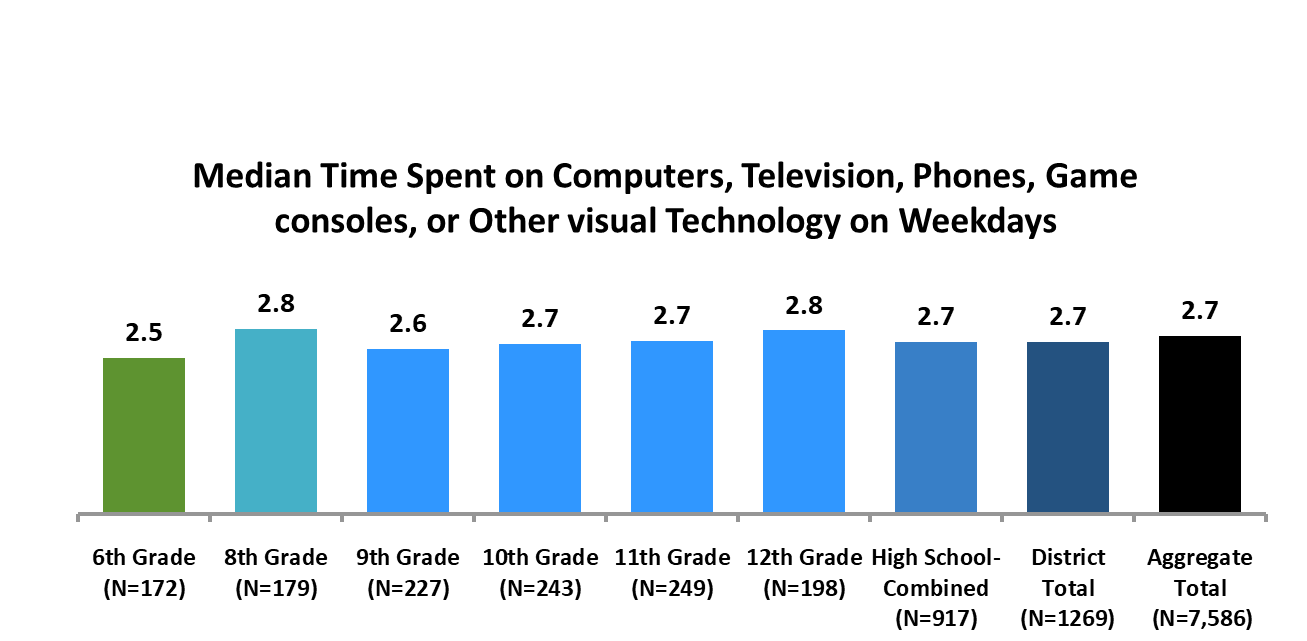 Median Time Spent on Computers, Television, Phones, Game
consoles, or Other visual Technology on Weekdays
2.5
2.8
2.6
2.7
2.7
2.8
2.7
2.7
2.7
6th Grade
(N=172)
8th Grade
(N=179)
9th Grade
(N=227)
10th Grade
(N=243)
11th Grade
(N=249)
12th Grade
(N=198)
High School-
Combined
(N=917)
District
Total
(N=1269)
Aggregate
Total
(N=7,586)